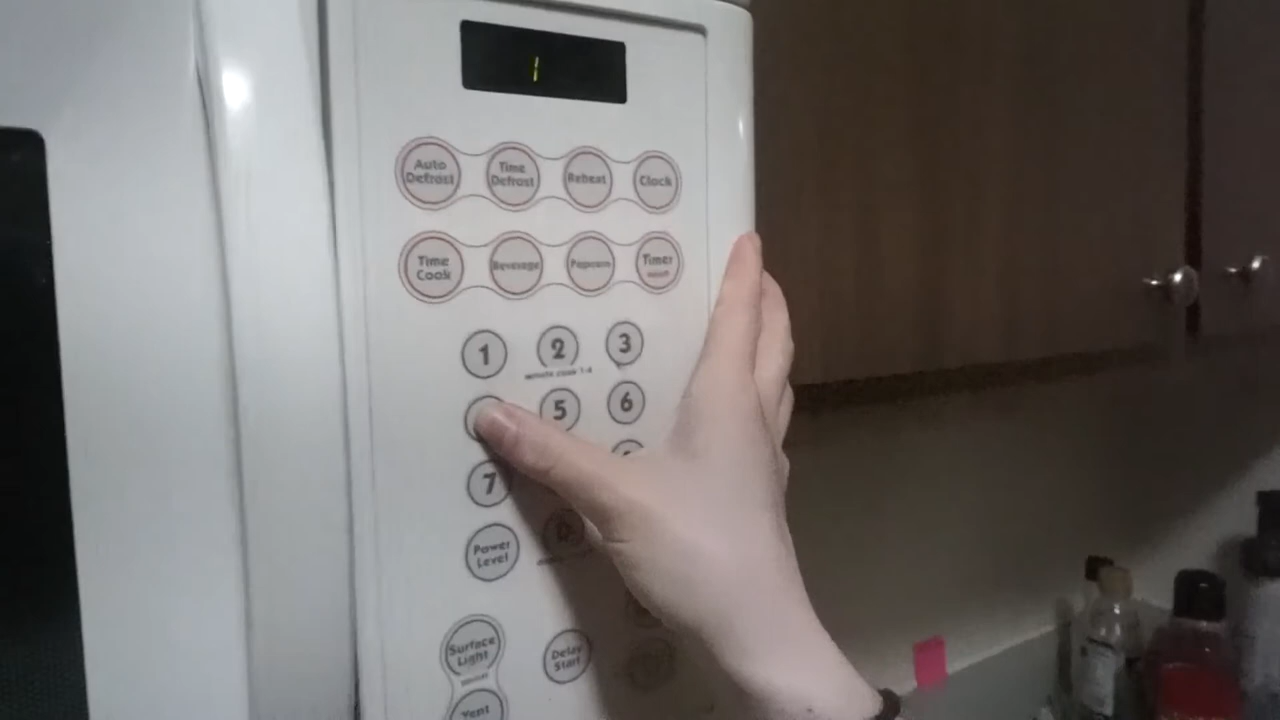 1
Auto
Defrost
Time
Defrost
Reheat
Clock
Time
Cook
Beverage
Popcorn
Timer
1
2
3
5
6
7
0
Power
Level
Surface
Light
Delay
Start
Vent